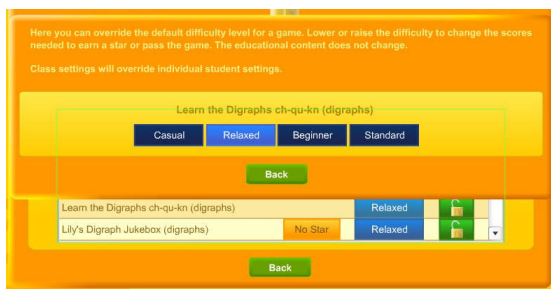 Here you can override the default difficulty level for a game. Lower or raise the difficulty to change the scores
needed to earn a star or pass the game. The educational content does not change.
Class settings will override individual student settings.
Learn the Digraphs ch-qu-kn (digraphs)
Casual Relaxed Beginner Standard
Back
Learn the Digraphs ch-qu-kn (digraphs) Relaxed
Lily's Digraph Jukebox (digraphs) No Star Relaxed
Back